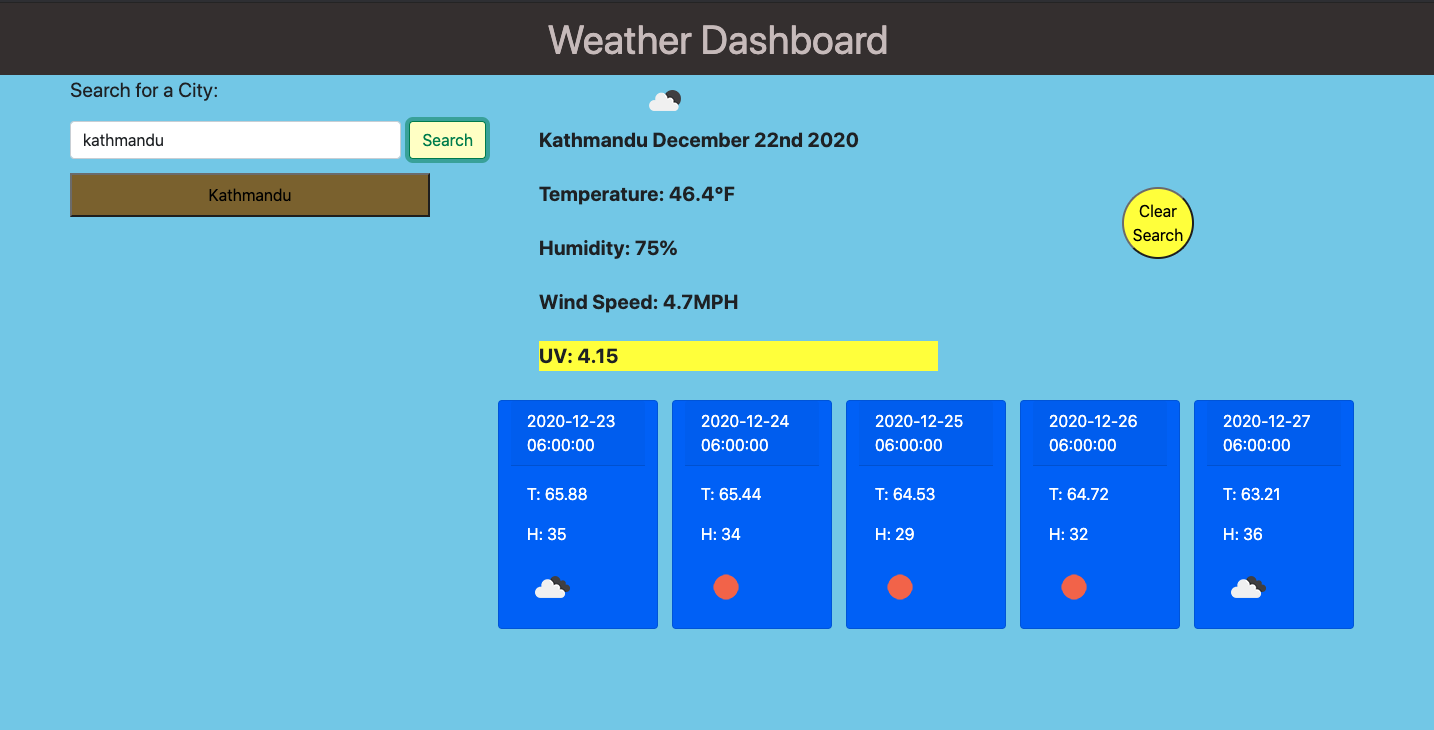 Weather Dashboard
Search for a City:
kathmandu
Search
Kathmandu
Kathmandu December 22nd 2020
Temperature: 46.4°F
Humidity: 75%
Wind Speed: 4.7MPH
UV: 4.15
Clear
Search
2020-12-23
06:00:00
T: 65.88
H: 35
2020-12-24
06:00:00
T: 65.44
H: 34
2020-12-25
06:00:00
T: 64.53
H: 29
2020-12-26
06:00:00
T: 64.72
H: 32
2020-12-27
06:00:00
T: 63.21
H: 36